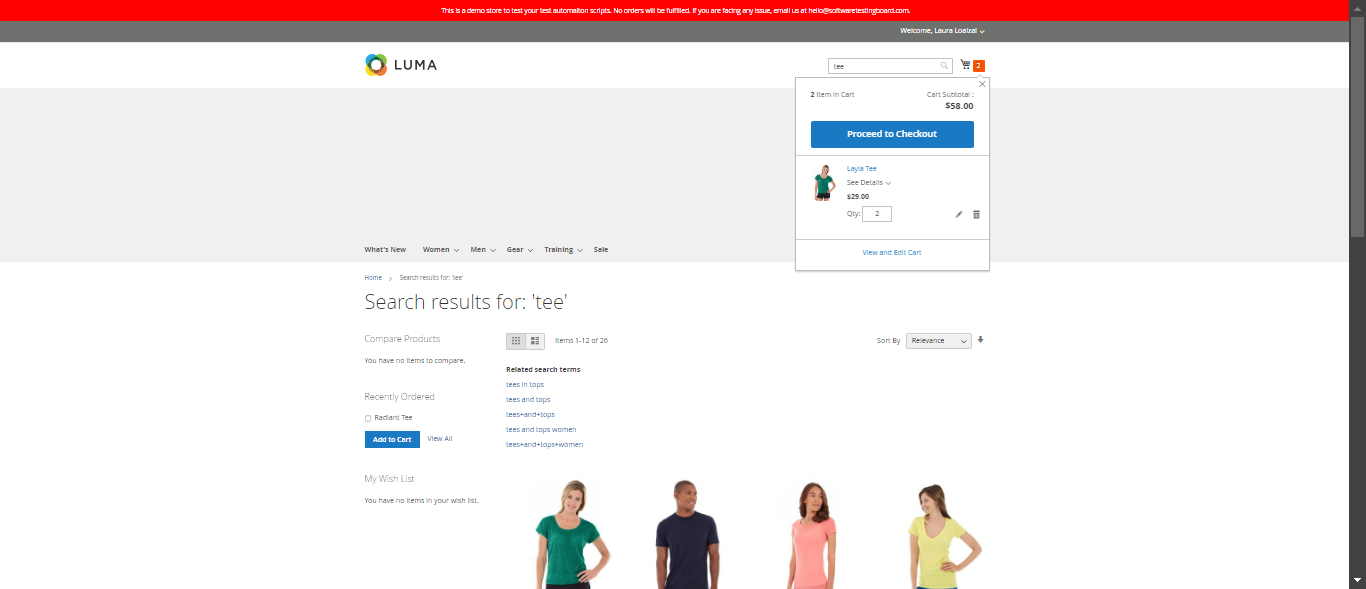 This is a demo store to test your test automaiton scripts. No orders will be fulfilled. If you are facing any issue, email us at hello@softwaretestingboard.com.
Welcome, Laura Loaiza!
LUMA
tee
2
2 Item in Cart
Cart Subtotal :
$58.00
Proceed to Checkout
Layla Tee
See Details
$29.00
Qty: 2
View and Edit Cart
What's New Women Men Gear Training Sale
Home > Search results for: 'tee'
Search results for: 'tee'
Compare Products
You have no items to compare.
Recently Ordered
Radiant Tee
Add to Cart View All
My Wish List
You have no items in your wish list.
Items 1-12 of 26
Sort By Relevance
Related search terms
tees in tops
tees and tops
tees+and+tops
tees and tops women
tees+and+tops+women